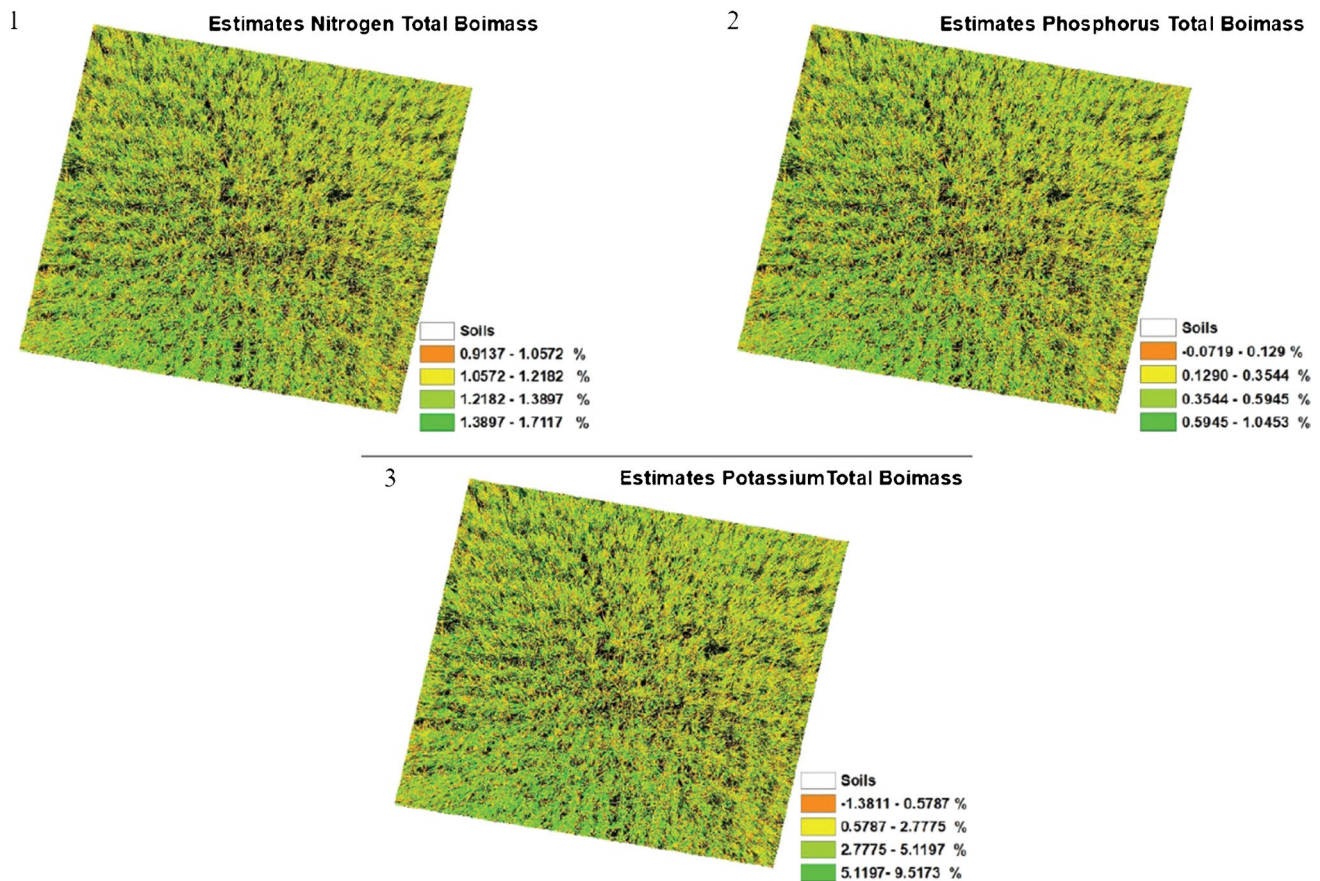 1
Estimates Nitrogen Total Boimass
Soils
0.9137 - 1.0572 %
1.0572 - 1.2182 %
1.2182 - 1.3897 %
1.3897 - 1.7117 %
2
Estimates Phosphorus Total Boimass
Soils
-0.0719 - 0.129 %
0.1290 - 0.3544 %
0.3544 - 0.5945 %
0.5945 - 1.0453 %
3
Estimates PotassiumTotal Boimass
Soils
-1.3811 - 0.5787 %
0.5787 - 2.7775 %
2.7775 - 5.1197 %
5.1197- 9.5173 %